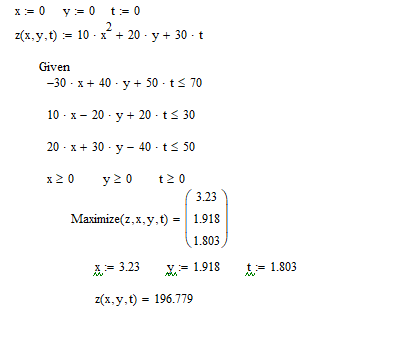 x := 0 y := 0 t := 0
z(x,y,t) := 10 · x² + 20 · y + 30 · t
Given
−30 · x + 40 · y + 50 · t ≤ 70
10 · x − 20 · y + 20 · t ≤ 30
20 · x + 30 · y − 40 · t ≤ 50
x ≥ 0 y ≥ 0 t ≥ 0
3.23
Maximize(z,x,y,t) = 1.918
1.803
x := 3.23 y := 1.918 t := 1.803
z(x,y,t) = 196.779